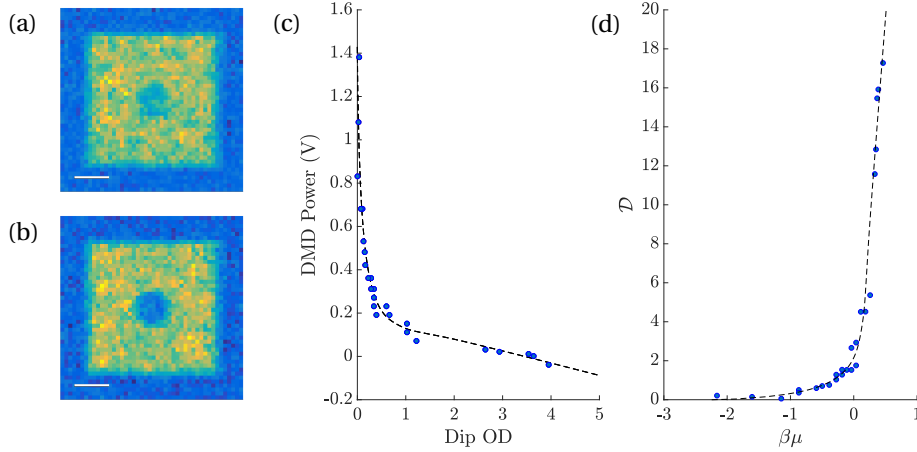 (a)
(b)
(c)
1.6
1.4
1.2
1
0.8
0.6
0.4
0.2
0
-0.2
DMD Power (V)
0 1 2 3 4 5
Dip OD
(d)
20
18
16
14
12
10
8
6
4
2
0
𝒟
-3 -2 -1 0 1
βμ